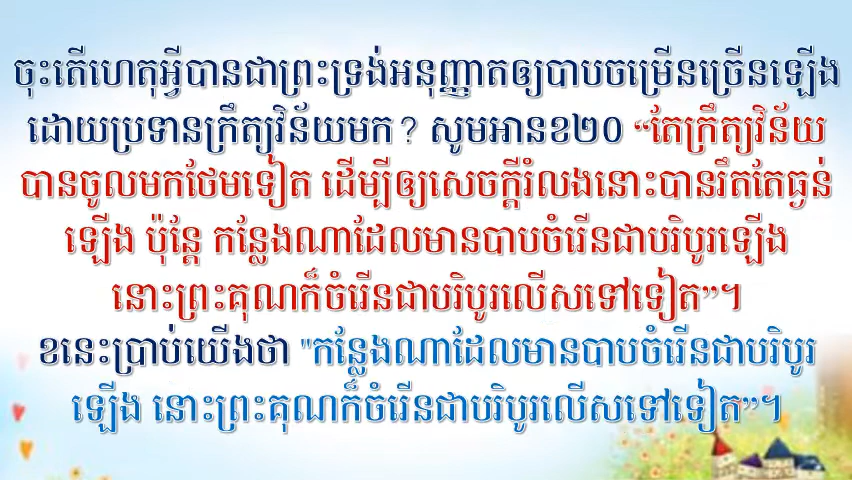 ចុះតើហេតុអ្វីបានជាព្រះទ្រង់អនុញ្ញាតឲ្យបាបចម្រើនច្រើនឡើង
ដោយប្រទានក្រឹត្យវិន័យមក? សូមអានខ២០ “តែក្រឹត្យវិន័យ
បានចូលមកថែមទៀត ដើម្បីឲ្យសេចក្ដីរំលងនោះបានរឹតតែធ្ងន់
ឡើង ប៉ុន្តែ កន្លែងណាដែលមានបាបចំរើនជាបរិបូរឡើង
នោះព្រះគុណក៏ចំរើនជាបរិបូរលើសទៅទៀត”។
ខនេះប្រាប់យើងថា "កន្លែងណាដែលមានបាបចំរើនជាបរិបូរ
ឡើង នោះព្រះគុណក៏ចំរើនជាបរិបូរលើសទៅទៀត”។